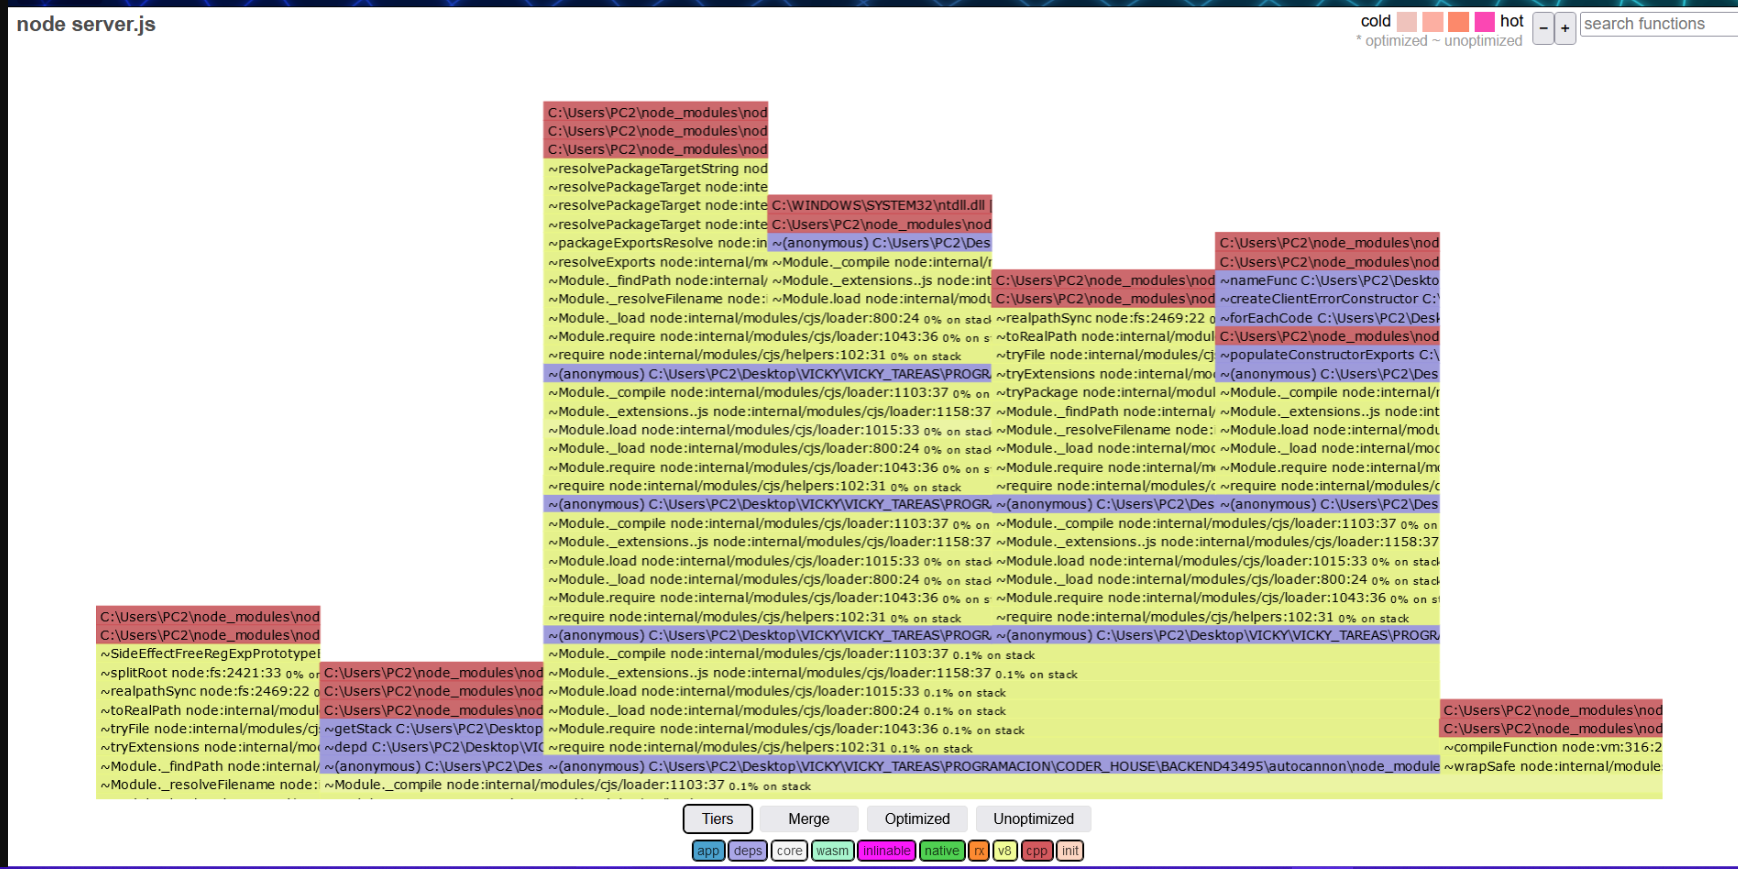 node server.js
cold hot
* optimized ~ unoptimized
− +
search functions
C:\Users\PC2\node_modules\nod
C:\Users\PC2\node_modules\nod
C:\Users\PC2\node_modules\nod
~resolvePackageTargetString nod
~resolvePackageTarget node:inte
~resolvePackageTarget node:inte C:\WINDOWS\SYSTEM32\ntdll.dll |
~resolvePackageTarget node:inte C:\Users\PC2\node_modules\nod
~packageExportsResolve node:in ~(anonymous) C:\Users\PC2\Des C:\Users\PC2\node_modules\nod
~resolveExports node:internal/m ~Module._compile node:internal/r C:\Users\PC2\node_modules\nod
~Module._findPath node:internal/ ~Module._extensions..js node:int C:\Users\PC2\node_modules\nod ~nameFunc C:\Users\PC2\Deskto
~Module._resolveFilename node:i ~Module.load node:internal/modu C:\Users\PC2\node_modules\nod ~createClientErrorConstructor C:\
~Module._load node:internal/modules/cjs/loader:800:24 0% on stack ~realpathSync node:fs:2469:22 0 ~forEachCode C:\Users\PC2\Desk
~Module.require node:internal/modules/cjs/loader:1043:36 0% on s ~toRealPath node:internal/modul C:\Users\PC2\node_modules\nod
~require node:internal/modules/cjs/helpers:102:31 0% on stack ~tryFile node:internal/modules/cj ~populateConstructorExports C:\
~(anonymous) C:\Users\PC2\Desktop\VICKY\VICKY_TAREAS\PROGR ~tryExtensions node:internal/mod ~(anonymous) C:\Users\PC2\Des
~Module._compile node:internal/modules/cjs/loader:1103:37 0% on ~tryPackage node:internal/modul ~Module._compile node:internal/r
~Module._extensions..js node:internal/modules/cjs/loader:1158:37 ~Module._findPath node:internal/ ~Module._extensions..js node:int
~Module.load node:internal/modules/cjs/loader:1015:33 0% on stack ~Module._resolveFilename node: ~Module.load node:internal/modu
~Module._load node:internal/modules/cjs/loader:800:24 0% on stack ~Module._load node:internal/moc ~Module._load node:internal/moc
~Module.require node:internal/modules/cjs/loader:1043:36 0% on s ~Module.require node:internal/m ~Module.require node:internal/m
~require node:internal/modules/cjs/helpers:102:31 0% on stack ~require node:internal/modules/c ~require node:internal/modules/c
~(anonymous) C:\Users\PC2\Desktop\VICKY\VICKY_TAREAS\PROGR ~(anonymous) C:\Users\PC2\Des ~(anonymous) C:\Users\PC2\Des
~Module._compile node:internal/modules/cjs/loader:1103:37 0% on ~Module._compile node:internal/modules/cjs/loader:1103:37 0% on
~Module._extensions..js node:internal/modules/cjs/loader:1158:37 ~Module._extensions..js node:internal/modules/cjs/loader:1158:37
~Module.load node:internal/modules/cjs/loader:1015:33 0% on stack ~Module.load node:internal/modules/cjs/loader:1015:33 0% on stack
~Module._load node:internal/modules/cjs/loader:800:24 0% on stack ~Module._load node:internal/modules/cjs/loader:800:24 0% on stack
~Module.require node:internal/modules/cjs/loader:1043:36 0% on s ~Module.require node:internal/modules/cjs/loader:1043:36 0% on st
C:\Users\PC2\node_modules\nod ~require node:internal/modules/cjs/helpers:102:31 0% on stack ~require node:internal/modules/cjs/helpers:102:31 0% on stack
C:\Users\PC2\node_modules\nod ~(anonymous) C:\Users\PC2\Desktop\VICKY\VICKY_TAREAS\PROGR ~(anonymous) C:\Users\PC2\Desktop\VICKY\VICKY_TAREAS\PROGR
~SideEffectFreeRegExpPrototypeE ~Module._compile node:internal/modules/cjs/loader:1103:37 0.1% on stack
~splitRoot node:fs:2421:33 0% or C:\Users\PC2\node_modules\nod ~Module._extensions..js node:internal/modules/cjs/loader:1158:37 0.1% on stack
~realpathSync node:fs:2469:22 0 C:\Users\PC2\node_modules\nod ~Module.load node:internal/modules/cjs/loader:1015:33 0.1% on stack
~toRealPath node:internal/modul C:\Users\PC2\node_modules\nod ~Module._load node:internal/modules/cjs/loader:800:24 0.1% on stack C:\Users\PC2\node_modules\nod
~tryFile node:internal/modules/cj ~getStack C:\Users\PC2\Desktop ~Module.require node:internal/modules/cjs/loader:1043:36 0.1% on stack C:\Users\PC2\node_modules\nod
~tryExtensions node:internal/mo ~depd C:\Users\PC2\Desktop\VIC ~require node:internal/modules/cjs/helpers:102:31 0.1% on stack ~compileFunction node:vm:316:2
~Module._findPath node:internal/ ~(anonymous) C:\Users\PC2\Des ~(anonymous) C:\Users\PC2\Desktop\VICKY\VICKY_TAREAS\PROGRAMACION\CODER_HOUSE\BACKEND43495\autocannon\node_module ~wrapSafe node:internal/module
~Module._resolveFilename node: ~Module._compile node:internal/modules/cjs/loader:1103:37 0.1% on stack
Tiers Merge Optimized Unoptimized
app deps core wasm inlinable native rx v8 cpp init